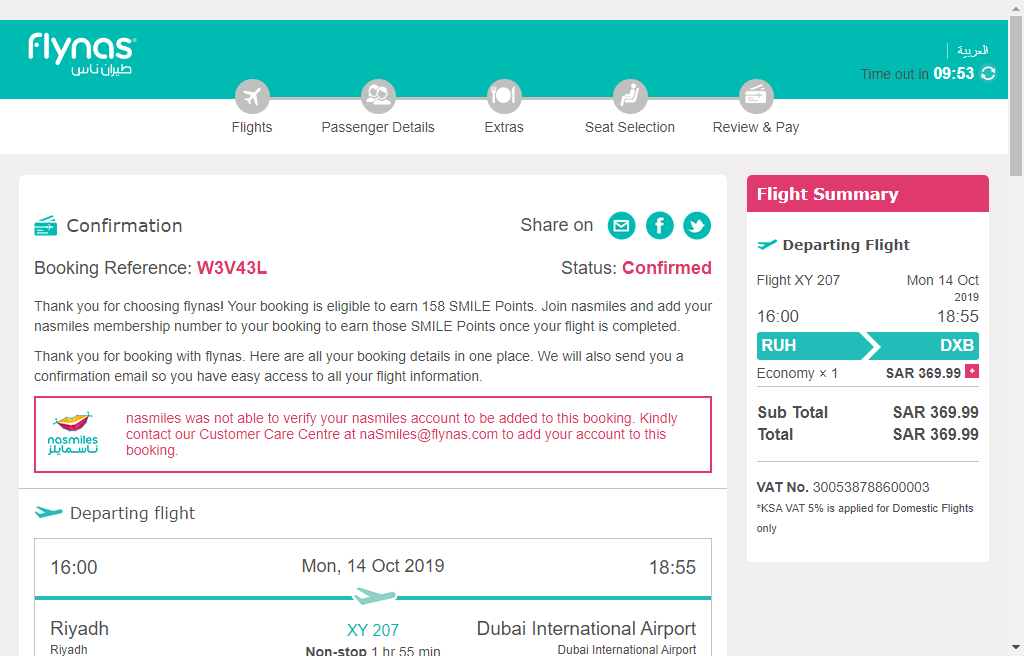 flynas
طيران ناس
العربية
Time out in 09:53
Flights
Passenger Details
Extras
Seat Selection
Review & Pay
Confirmation
Share on
Booking Reference: W3V43L
Status: Confirmed
Thank you for choosing flynas! Your booking is eligible to earn 158 SMILE Points. Join nasmiles and add your
nasmiles membership number to your booking to earn those SMILE Points once your flight is completed.
Thank you for booking with flynas. Here are all your booking details in one place. We will also send you a
confirmation email so you have easy access to all your flight information.
nasmiles
ناسمايلز
nasmiles was not able to verify your nasmiles account to be added to this booking. Kindly
contact our Customer Care Centre at naSmiles@flynas.com to add your account to this
booking.
Departing flight
16:00
Mon, 14 Oct 2019
18:55
Riyadh
XY 207
Dubai International Airport
Riyadh
Non-stop 1 hr 55 min
Dubai International Airport
Flight Summary
Departing Flight
Flight XY 207
Mon 14 Oct
2019
16:00
18:55
RUH
DXB
Economy × 1
SAR 369.99 +
Sub Total
SAR 369.99
Total
SAR 369.99
VAT No. 300538788600003
*KSA VAT 5% is applied for Domestic Flights
only